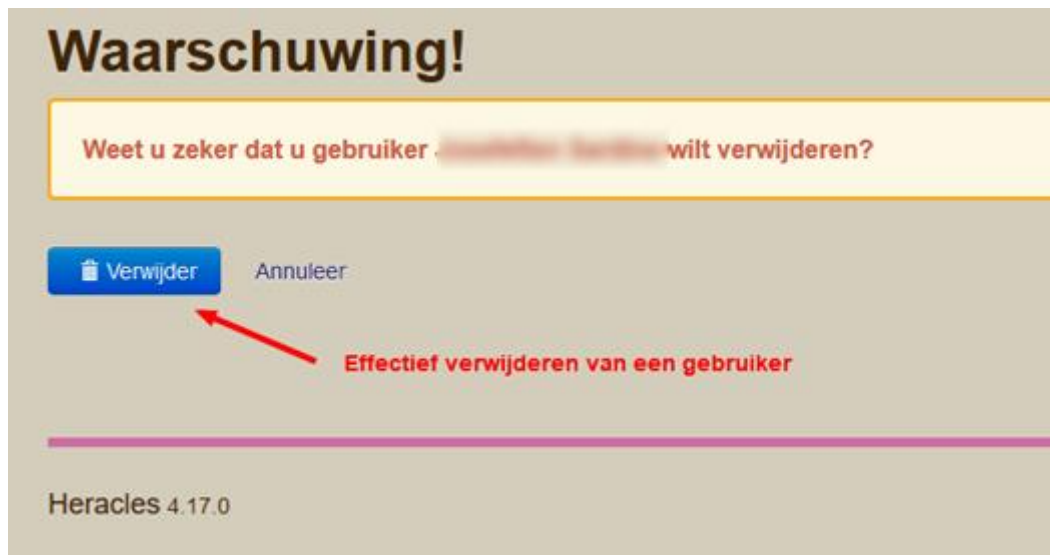 Waarschuwing!
Weet u zeker dat u gebruiker wilt verwijderen?
Verwijder Annuleer
Effectief verwijderen van een gebruiker
Heracles 4.17.0